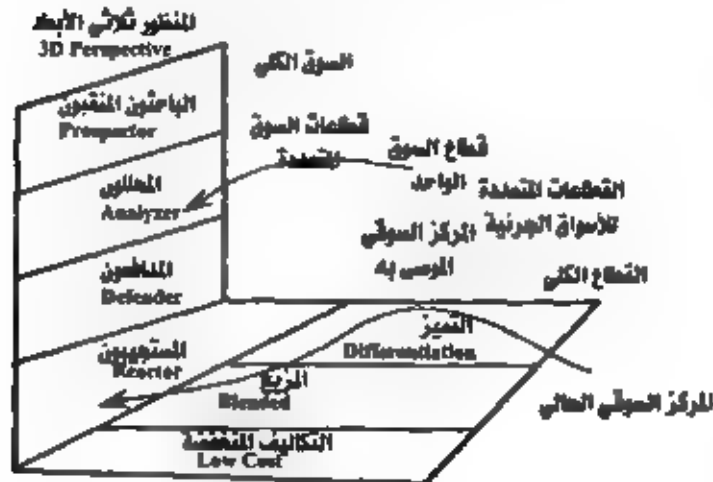 المنظور ثلاثي الأبعاد
3D Perspective
السوق الكلي
الباحثون المنقبون
Prospector
قطاعات السوق
المتعددة
قطاع السوق
الواحد
المحللون
Analyzer
القطاعات المتعددة
للأسواق الجزئية
المركز السوقي
الموصى به
المدافعون
Defender
القطاع الكلي
التميز
Differentiation
المستجيبون
Reactor
المزيج
Blended
المركز السوقي الحالي
التكاليف المنخفضة
Low Cost